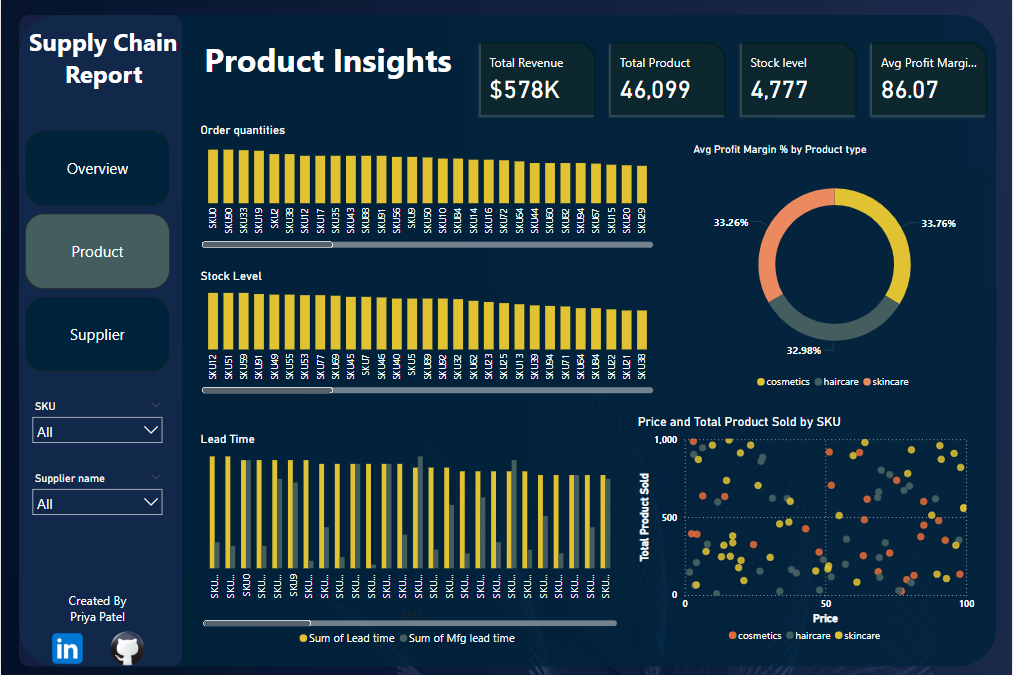 Supply Chain
Report
Product Insights
Total Revenue
$578K
Total Product
46,099
Stock level
4,777
Avg Profit Margi...
86.07
Overview
Product
Supplier
SKU
All
Supplier name
All
Created By
Priya Patel
in
Order quantities
SKU0 SKU90 SKU33 SKU19 SKU2 SKU38 SKU12 SKU17 SKU35 SKU43 SKU88 SKU91 SKU56 SKU9 SKU50 SKU10 SKU84 SKU14 SKU16 SKU72 SKU64 SKU44 SKU60 SKU82 SKU94 SKU67 SKU15 SKU20 SKU29
Stock Level
SKU12 SKU51 SKU59 SKU91 SKU49 SKU55 SKU53 SKU77 SKU69 SKU45 SKU7 SKU46 SKU40 SKU5 SKU89 SKU92 SKU32 SKU62 SKU23 SKU25 SKU13 SKU39 SKU94 SKU71 SKU64 SKU84 SKU22 SKU21 SKU38
Lead Time
SKU... SKU... SKU0 SKU... SKU... SKU9 SKU... SKU... SKU... SKU... SKU... SKU... SKU... SKU... SKU... SKU... SKU... SKU... SKU... SKU... SKU... SKU... SKU... SKU... SKU... SKU...
Sum of Lead time Sum of Mfg lead time
Avg Profit Margin % by Product type
33.26%
33.76%
32.98%
cosmetics haircare skincare
Price and Total Product Sold by SKU
Total Product Sold
1,000
500
0
0 50 100
Price
cosmetics haircare skincare